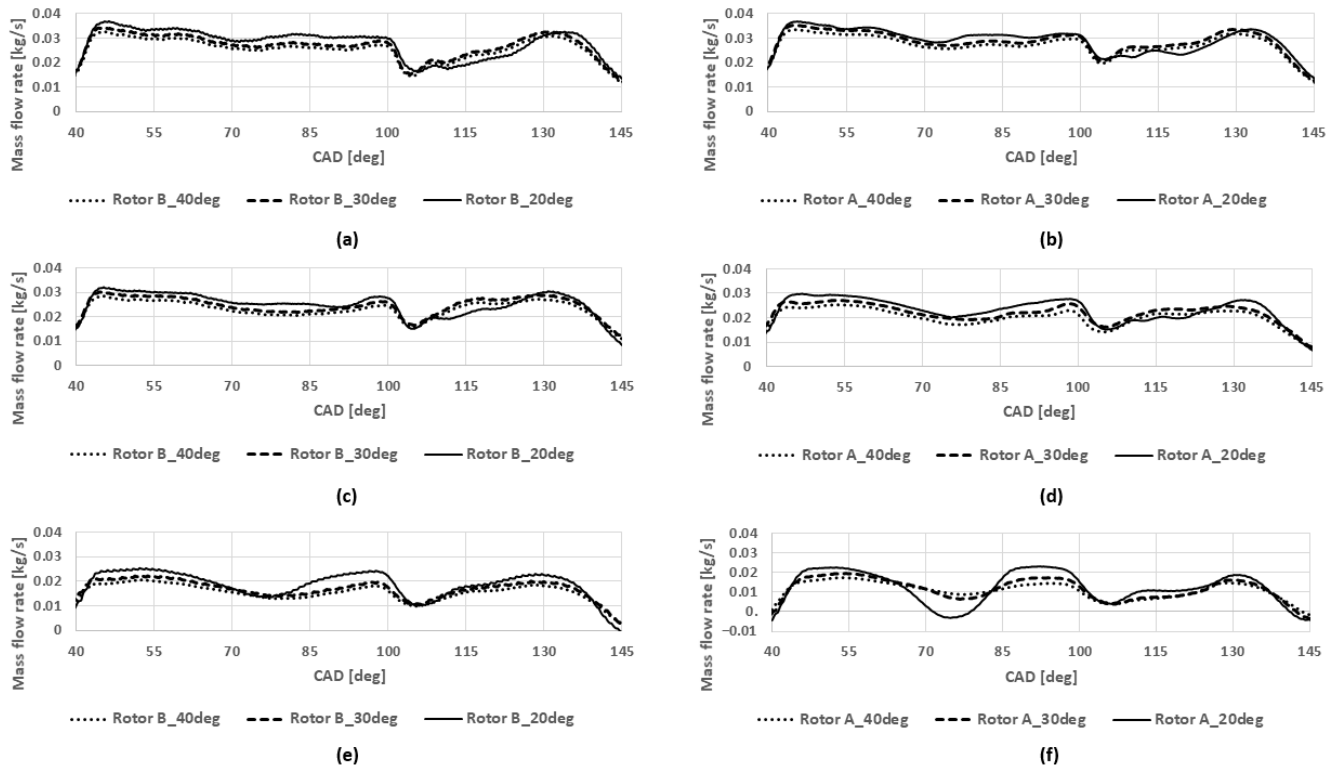 Mass flow rate [kg/s]
0.04
0.03
0.02
0.01
0
40 55 70 85 100 115 130 145
CAD [deg]
Rotor B_40deg Rotor B_30deg Rotor B_20deg
(a)
Mass flow rate [kg/s]
0.04
0.03
0.02
0.01
0
40 55 70 85 100 115 130 145
CAD [deg]
Rotor A_40deg Rotor A_30deg Rotor A_20deg
(b)
Mass flow rate [kg/s]
0.04
0.03
0.02
0.01
0
40 55 70 85 100 115 130 145
CAD [deg]
Rotor B_40deg Rotor B_30deg Rotor B_20deg
(c)
Mass flow rate [kg/s]
0.04
0.03
0.02
0.01
0
40 55 70 85 100 115 130 145
CAD [deg]
Rotor A_40deg Rotor A_30deg Rotor A_20deg
(d)
Mass flow rate [kg/s]
0.04
0.03
0.02
0.01
0
40 55 70 85 100 115 130 145
CAD [deg]
Rotor B_40deg Rotor B_30deg Rotor B_20deg
(e)
Mass flow rate [kg/s]
0.04
0.03
0.02
0.01
0.
−0.01
40 55 70 85 100 115 130 145
CAD [deg]
Rotor A_40deg Rotor A_30deg Rotor A_20deg
(f)